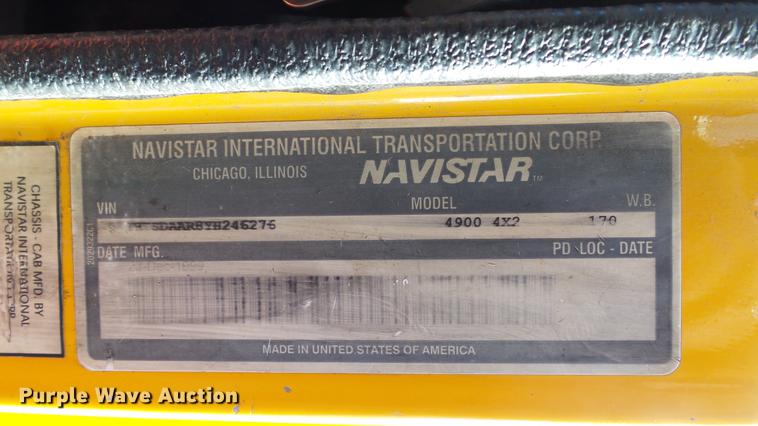 NAVISTAR INTERNATIONAL TRANSPORTATION CORP.
CHICAGO, ILLINOIS NAVISTAR TM
VIN MODEL W.B.
SDAAR8YH246276 4900 4X2 170
DATE MFG. PD LOC - DATE
MADE IN UNITED STATES OF AMERICA
CHASSIS - CAB MFD. BY
NAVISTAR INTERNATIONAL
Purple Wave Auction